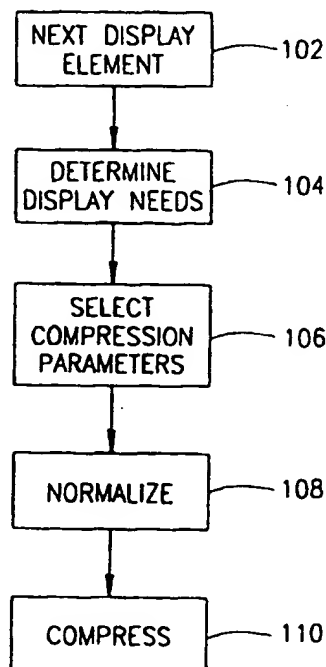 NEXT DISPLAY
ELEMENT
102
DETERMINE
DISPLAY NEEDS
104
SELECT
COMPRESSION
PARAMETERS
106
NORMALIZE
108
COMPRESS
110